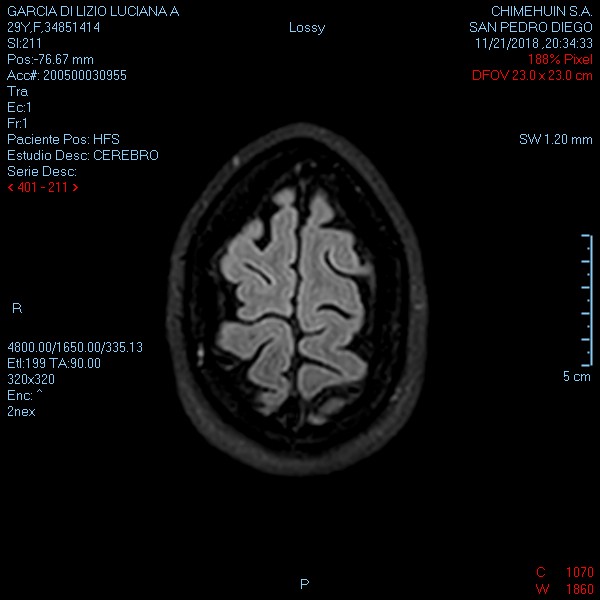 GARCIA DI LIZIO LUCIANA A
29Y,F,34851414
Sl:211
Pos:-76.67 mm
Acc#: 200500030955
Tra
Ec:1
Fr:1
Paciente Pos: HFS
Estudio Desc: CEREBRO
Serie Desc:
< 401 - 211 >
Lossy
CHIMEHUIN S.A.
SAN PEDRO DIEGO
11/21/2018 ,20:34:33
188% Pixel
DFOV 23.0 x 23.0 cm
SW 1.20 mm
R
5 cm
4800.00/1650.00/335.13
Etl:199 TA:90.00
320x320
Enc: ^
2nex
P
C 1070
W 1860